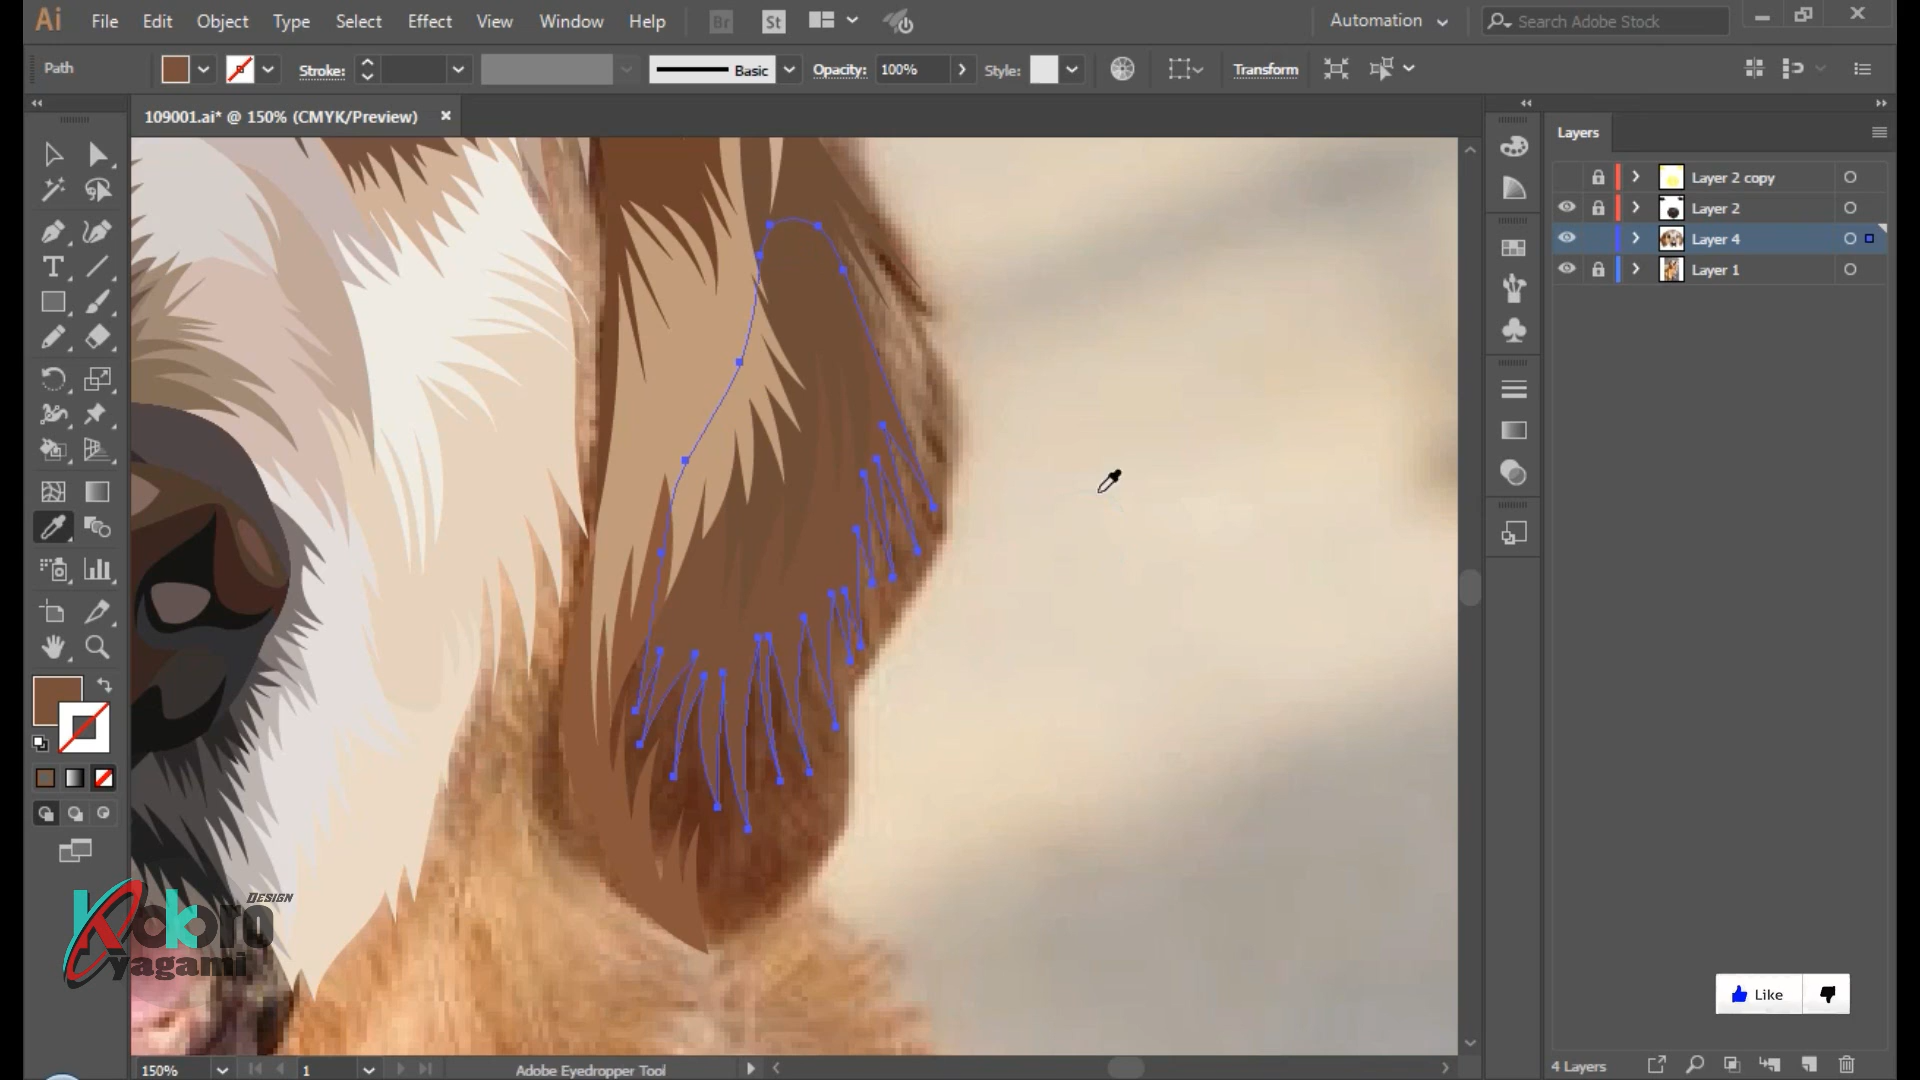 Ai File Edit Object Type Select Effect View Window Help Br St Automation Search Adobe Stock
Path Stroke: Basic Opacity: 100% Style: Transform
109001.ai* @ 150% (CMYK/Preview)
Layers
Layer 2 copy
Layer 2
Layer 4
Layer 1
DESIGN
Kokoro
yagami
Like
150% 1 Adobe Eyedropper Tool
4 Layers